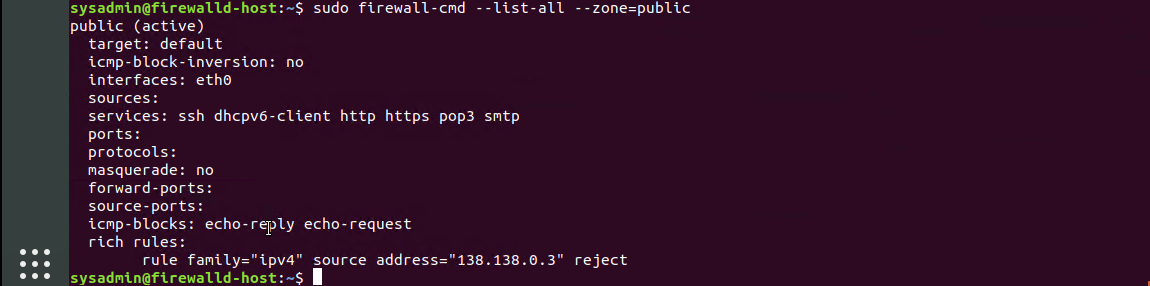 sysadmin@firewalld-host:~$ sudo firewall-cmd --list-all --zone=public
public (active)
target: default
icmp-block-inversion: no
interfaces: eth0
sources:
services: ssh dhcpv6-client http https pop3 smtp
ports:
protocols:
masquerade: no
forward-ports:
source-ports:
icmp-blocks: echo-reply echo-request
rich rules:
rule family="ipv4" source address="138.138.0.3" reject
sysadmin@firewalld-host:~$